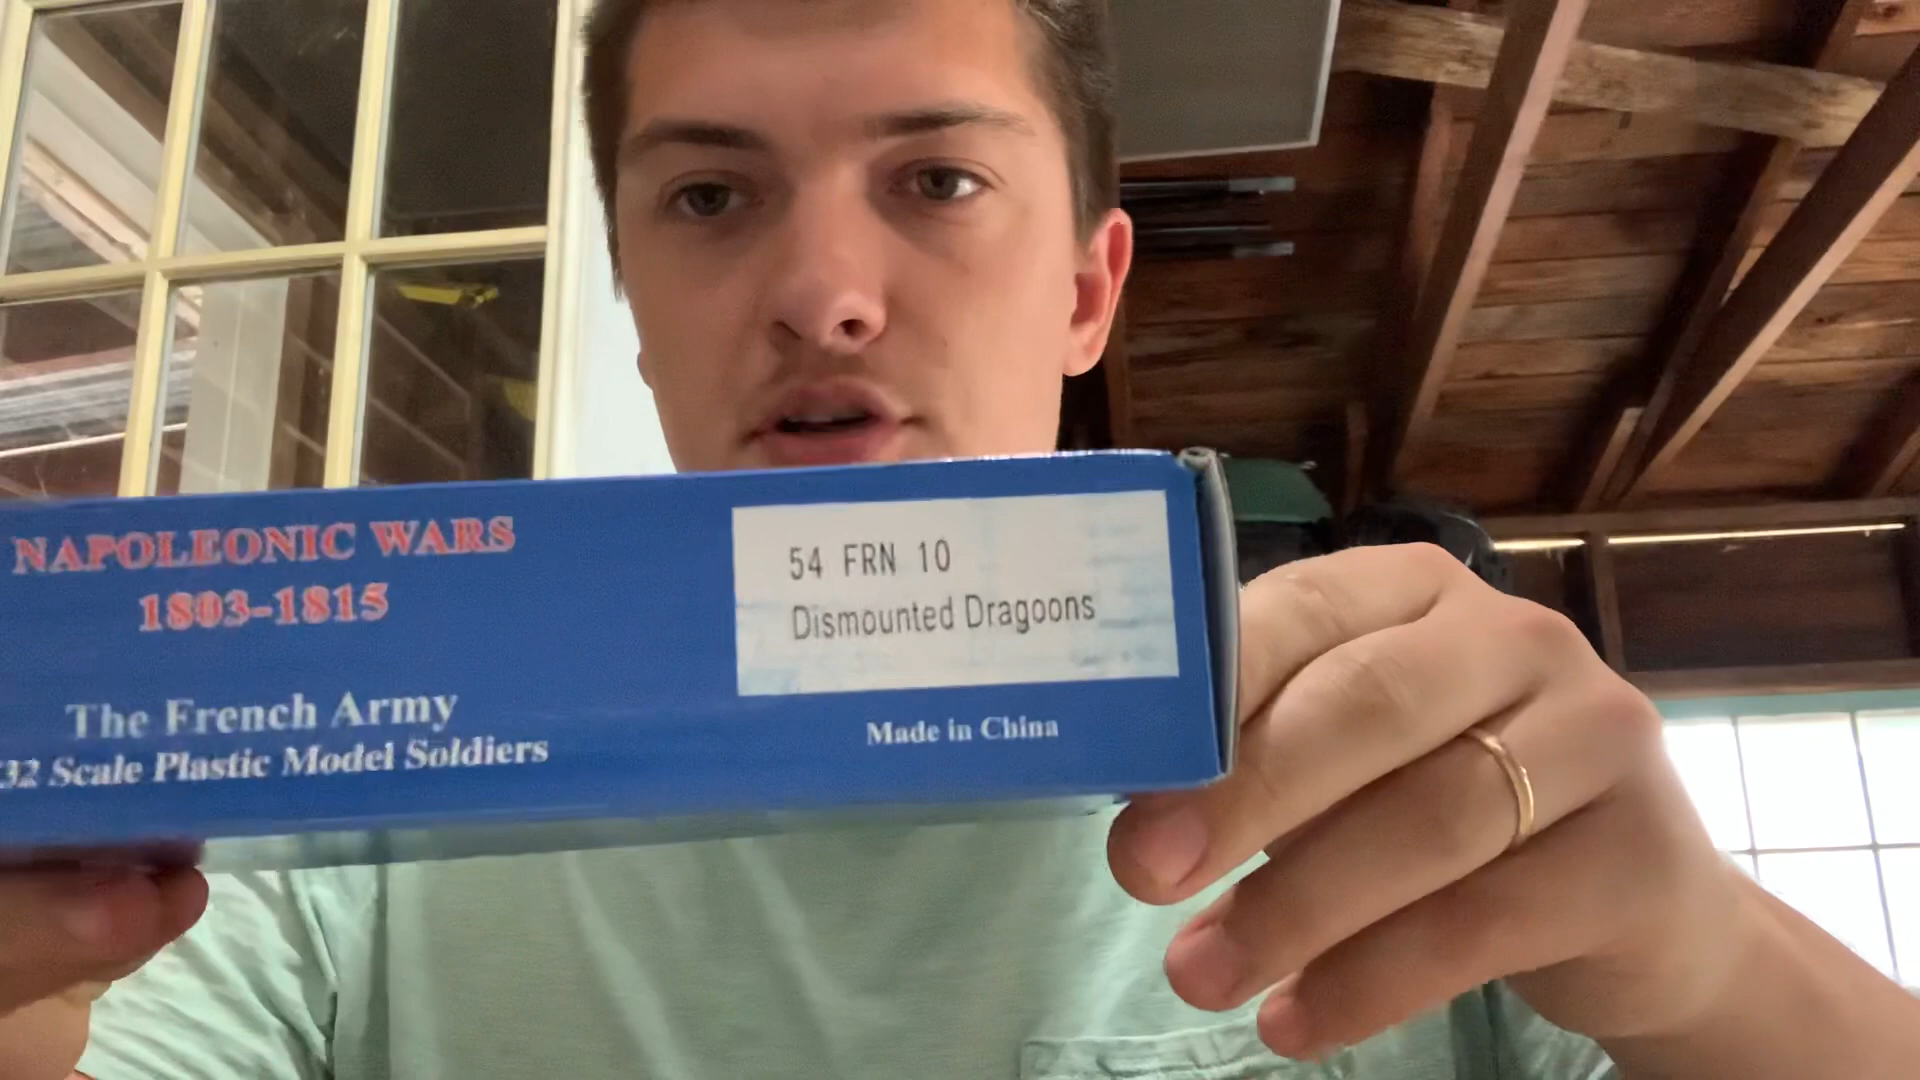 NAPOLEONIC WARS
1803-1815
The French Army
32 Scale Plastic Model Soldiers
54 FRN 10
Dismounted Dragoons
Made in China